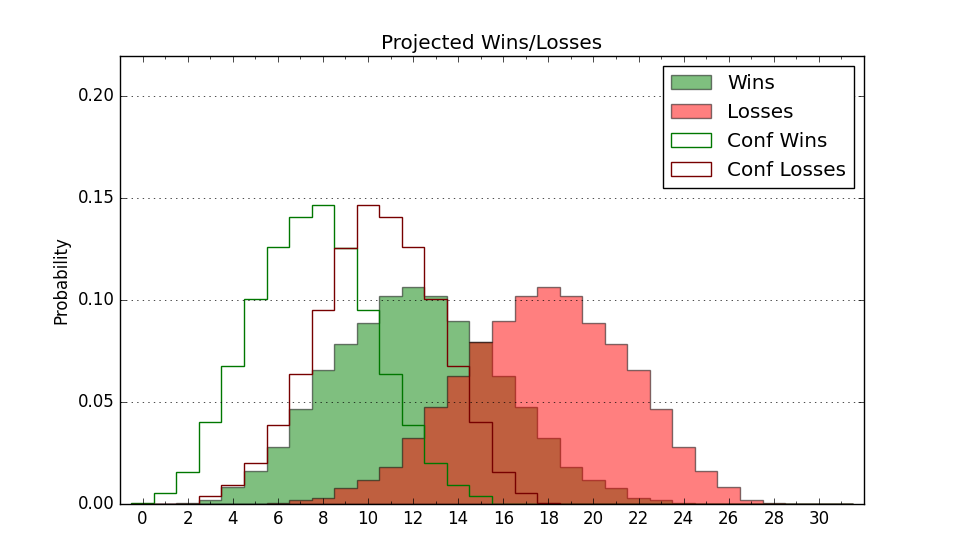 Projected Wins/Losses
Wins
Losses
Conf Wins
Conf Losses
Probability
0.20
0.15
0.10
0.05
0.00
0 2 4 6 8 10 12 14 16 18 20 22 24 26 28 30